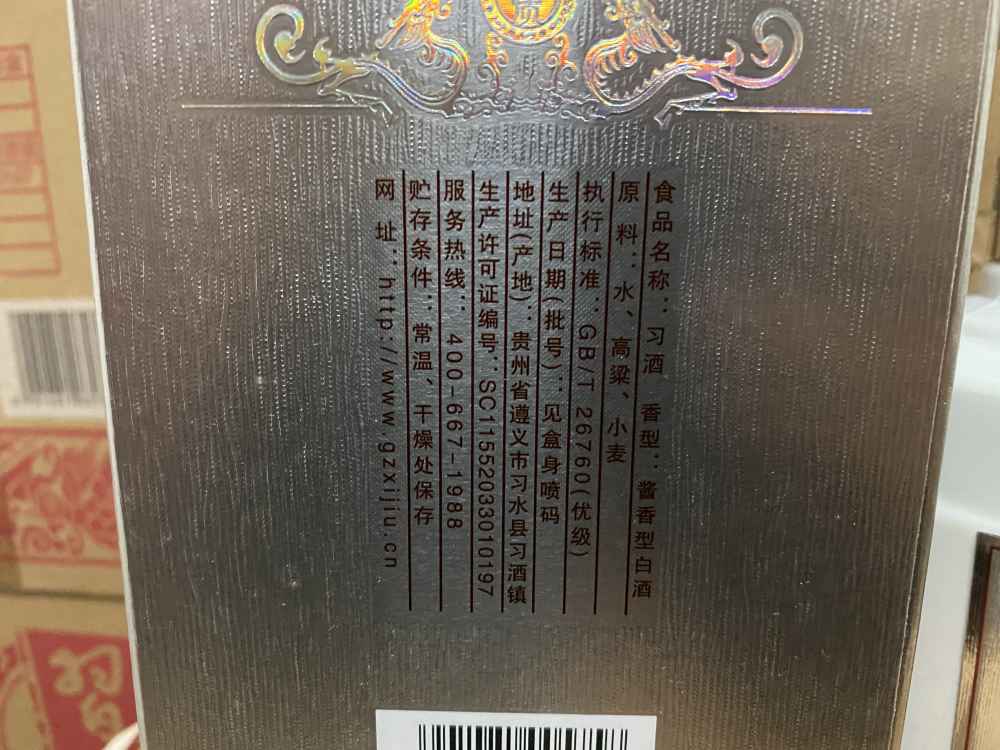 食品名称：习酒 香型：酱香型白酒
原料：水、高粱、小麦
执行标准：GB/T 26760(优级)
生产日期(批号)：见盒身喷码
地址(产地)：贵州省遵义市习水县习酒镇
生产许可证编号：SC11552033010197
服务热线：400-667-1988
贮存条件：常温、干燥处保存
网址：http://www.gzxijiu.cn